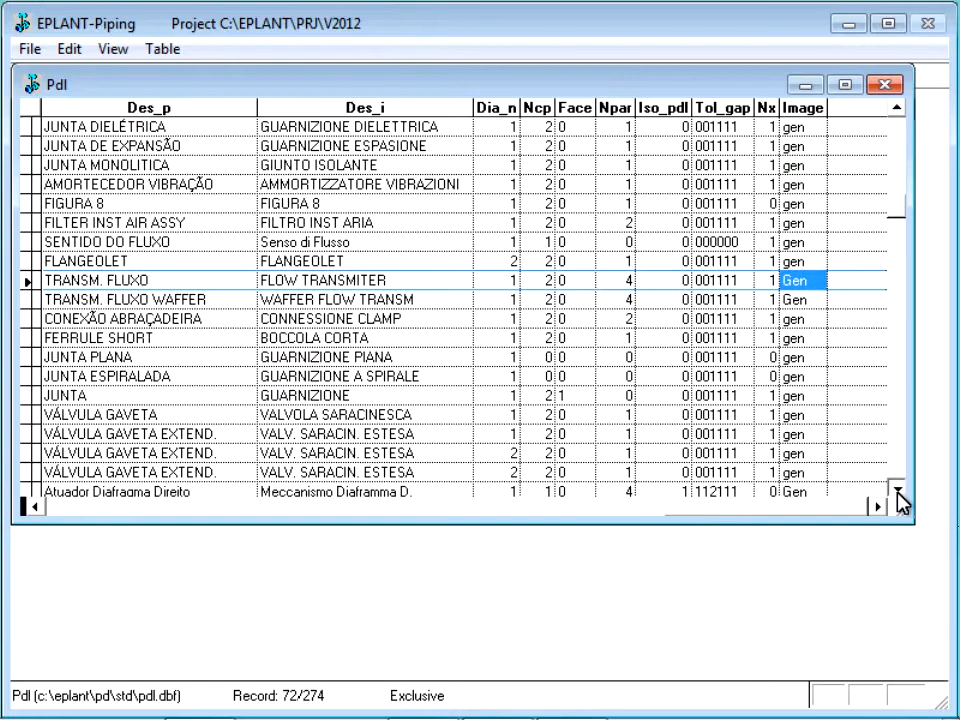 EPLANT-Piping Project C:\EPLANT\PRJ\V2012
File Edit View Table
Pdl
Des_p Des_i Dia_n Ncp Face Npar Iso_pdl Tol_gap Nx Image
JUNTA DIELÉTRICA GUARNIZIONE DIELETTRICA 1 2 0 1 0 001111 1 gen
JUNTA DE EXPANSÃO GUARNIZIONE ESPASIONE 1 2 0 1 0 001111 1 gen
JUNTA MONOLITICA GIUNTO ISOLANTE 1 2 0 1 0 001111 1 gen
AMORTECEDOR VIBRAÇÃO AMMORTIZZATORE VIBRAZIONI 1 2 0 1 0 001111 1 gen
FIGURA 8 FIGURA 8 1 2 0 1 0 001111 0 gen
FILTER INST AIR ASSY FILTRO INST ARIA 1 2 0 2 0 001111 1 gen
SENTIDO DO FLUXO Senso di Flusso 1 1 0 0 0 000000 0 gen
FLANGEOLET FLANGEOLET 2 2 0 1 0 001111 1 gen
TRANSM. FLUXO FLOW TRANSMITER 1 2 0 4 0 001111 1 Gen
TRANSM. FLUXO WAFFER WAFFER FLOW TRANSM 1 2 0 4 0 001111 1 Gen
CONEXÃO ABRAÇADEIRA CONNESSIONE CLAMP 1 2 0 2 0 001111 1 gen
FERRULE SHORT BOCCOLA CORTA 1 2 0 1 0 001111 1 gen
JUNTA PLANA GUARNIZIONE PIANA 1 0 0 0 0 001111 0 gen
JUNTA ESPIRALADA GUARNIZIONE A SPIRALE 1 0 0 0 0 001111 0 gen
JUNTA GUARNIZIONE 1 2 1 0 0 001111 1 gen
VÁLVULA GAVETA VALVOLA SARACINESCA 1 2 0 1 0 001111 1 gen
VÁLVULA GAVETA EXTEND. VALV. SARACIN. ESTESA 1 2 0 1 0 001111 1 gen
VÁLVULA GAVETA EXTEND. VALV. SARACIN. ESTESA 2 2 0 1 0 001111 1 gen
VÁLVULA GAVETA EXTEND. VALV. SARACIN. ESTESA 2 2 0 1 0 001111 1 gen
Atuador Diafragma Direito Meccanismo Diaframma D. 1 1 0 4 1 112111 0 Gen
Pdl (c:\eplant\pd\std\pdl.dbf) Record: 72/274 Exclusive